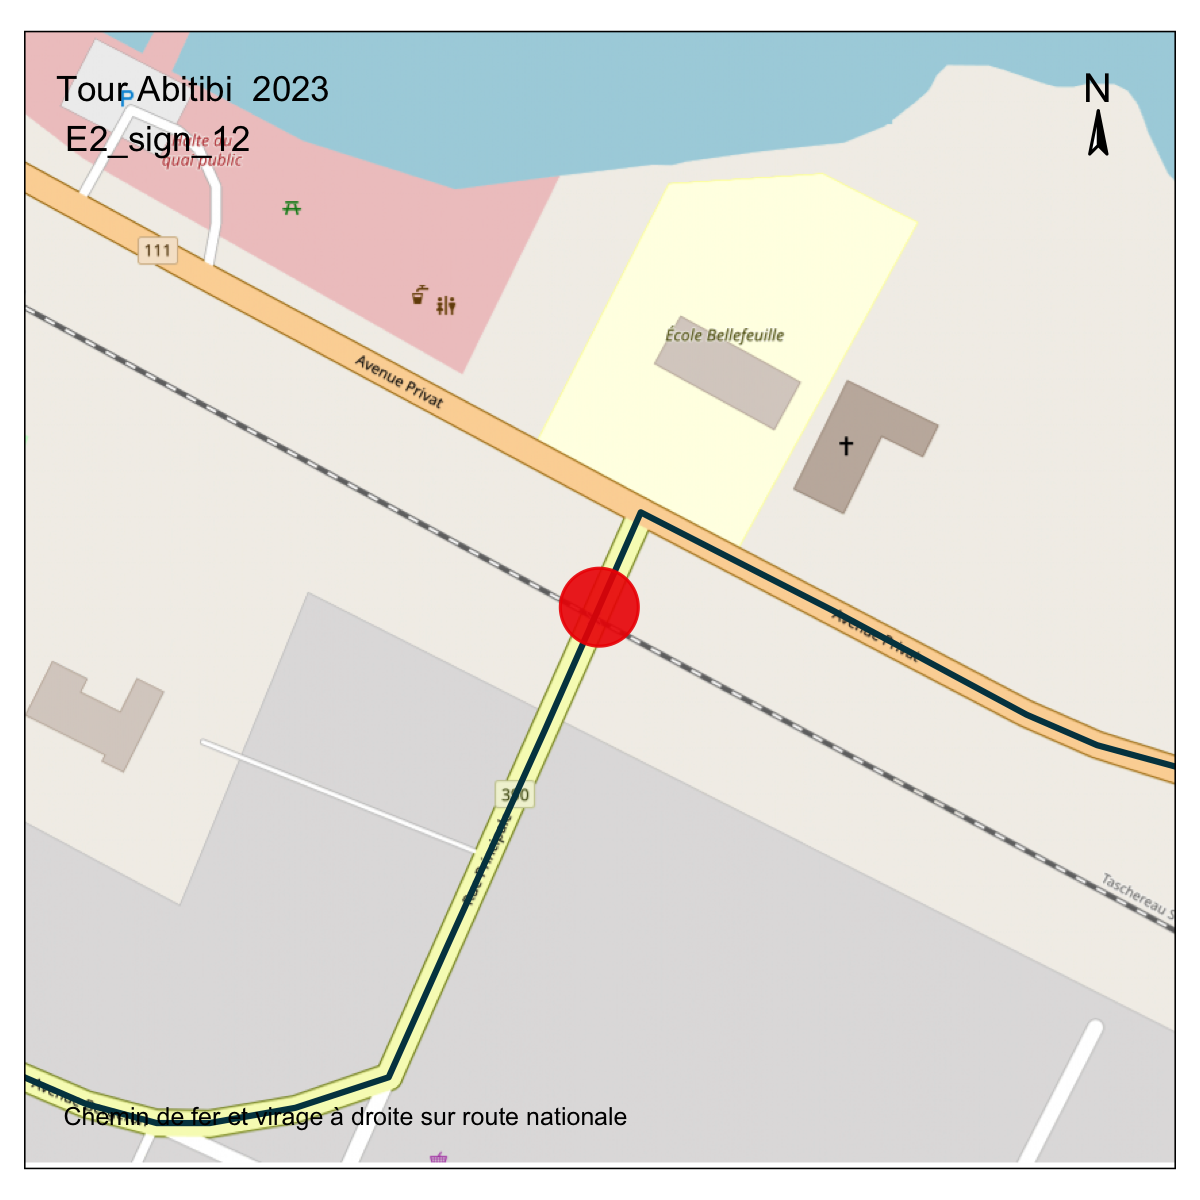 Tour Abitibi 2023
P
E2_sign_12
Halte du
quai public
N
111
Avenue Privat
École Bellefeuille
Avenue Privat
390
Rue Principale
Taschereau S
Avenue
Chemin de fer et virage à droite sur route nationale